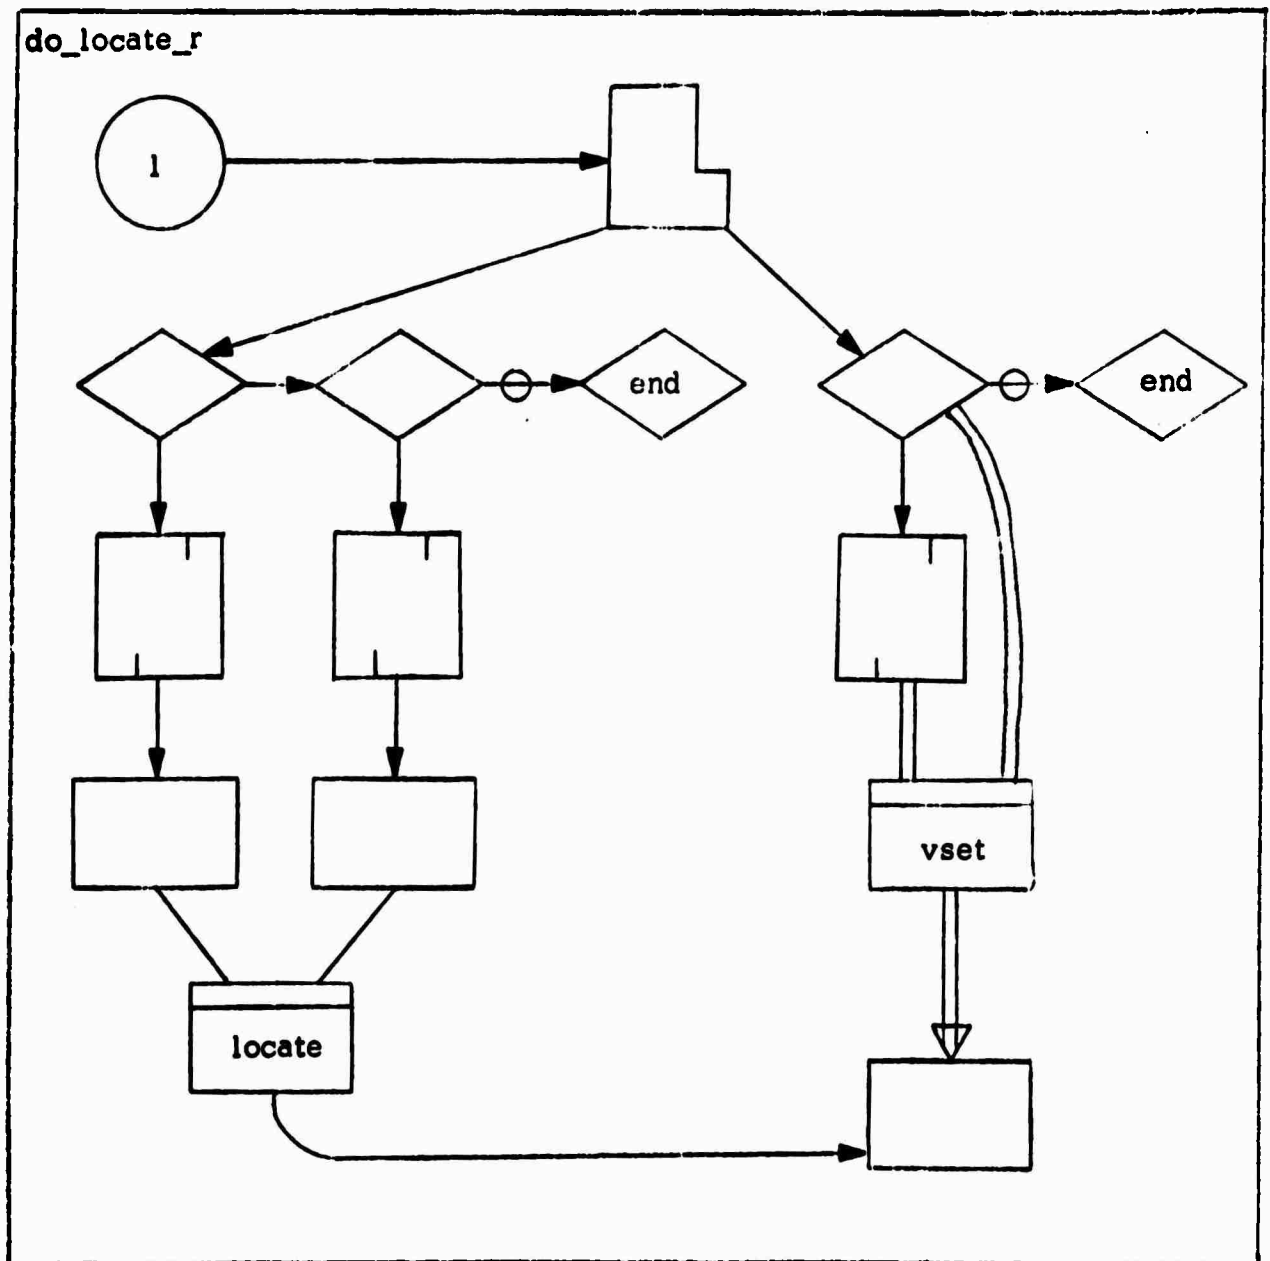 do_locate_r
1
end
end
vset
locate